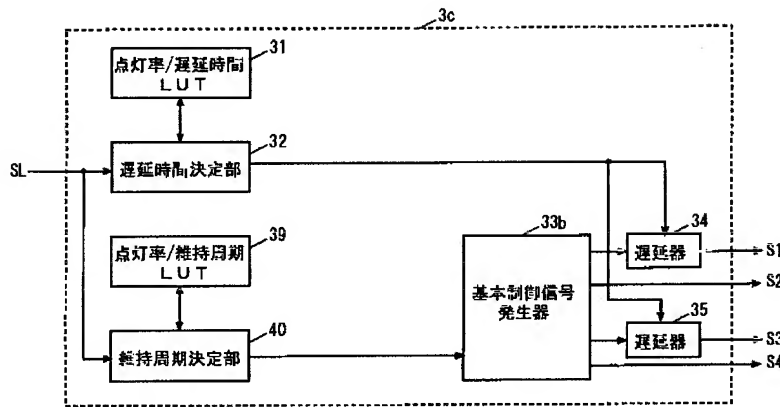 3c
31
点灯率/遅延時間
LUT
32
SL
遅延時間決定部
39
点灯率/維持周期
LUT
40
維持周期決定部
33b
基本制御信号
発生器
34
遅延器
S1
S2
35
遅延器
S3
S4